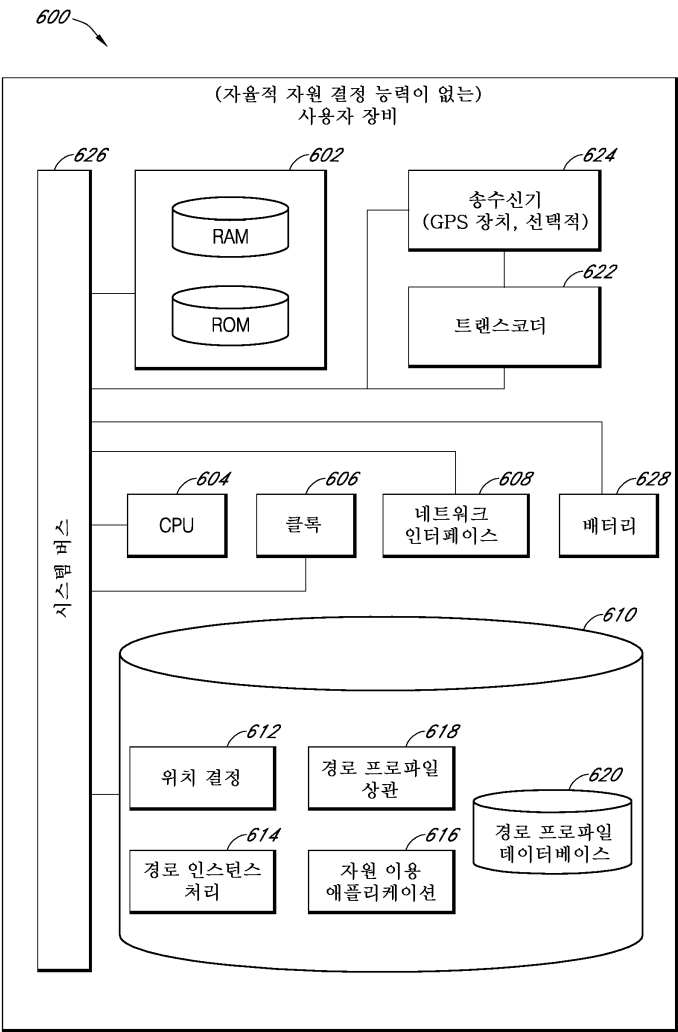 600
(자율적 자원 결정 능력이 없는)
사용자 장비
626
시스템 버스
602
RAM
ROM
624
송수신기
(GPS 장치, 선택적)
622
트랜스코더
604
CPU
606
클록
608
네트워크
인터페이스
628
배터리
610
612
위치 결정
618
경로 프로파일
상관
620
경로 프로파일
데이터베이스
614
경로 인스턴스
처리
616
자원 이용
애플리케이션